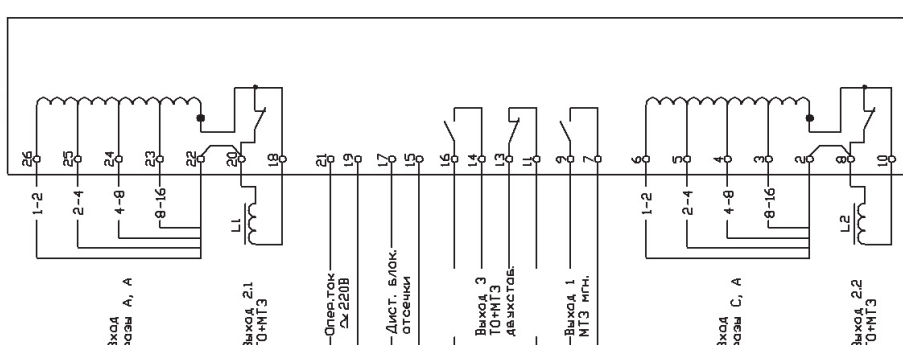 26
25
24
23
22
20
18
21
19
17
15
16
14
13
11
9
7
6
5
4
3
2
8
10
1-2
2-4
4-8
8-16
L1
1-2
2-4
4-8
8-16
L2
Вход
фазы А, А
Выход 2.1
ТО+МТЗ
Опер.ток
~ 220В
Дист. блок.
отсечки
Выход 3
ТО+МТЗ
двухстаб.
Выход 1
МТЗ мгн.
Вход
фазы С, А
Выход 2.2
ТО+МТЗ